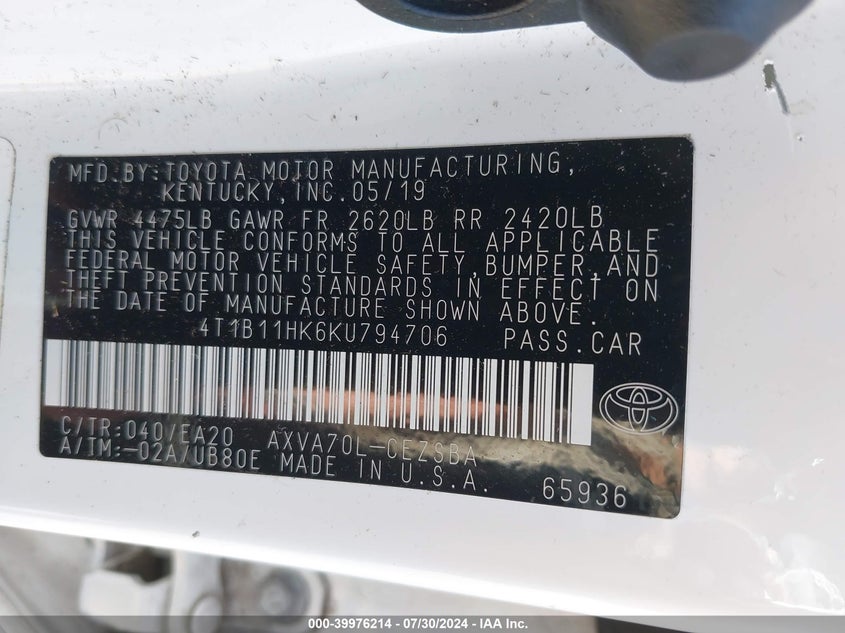 MFD.BY:TOYOTA MOTOR MANUFACTURING,
KENTUCKY,INC.05/19
GVWR 4475LB GAWR FR 2620LB RR 2420LB
THIS VEHICLE CONFORMS TO ALL APPLICABLE
FEDERAL MOTOR VEHICLE SAFETY,BUMPER,AND
THEFT PREVENTION STANDARDS IN EFFECT ON
THE DATE OF MANUFACTURE SHOWN ABOVE.
4T1B11HK6KU794706 PASS.CAR
C/TR:040/EA20 AXVA70L-CEZSBA
A/TM:-02A/UB80E MADE IN U.S.A. 65936
000-39976214 - 07/30/2024 - IAA Inc.